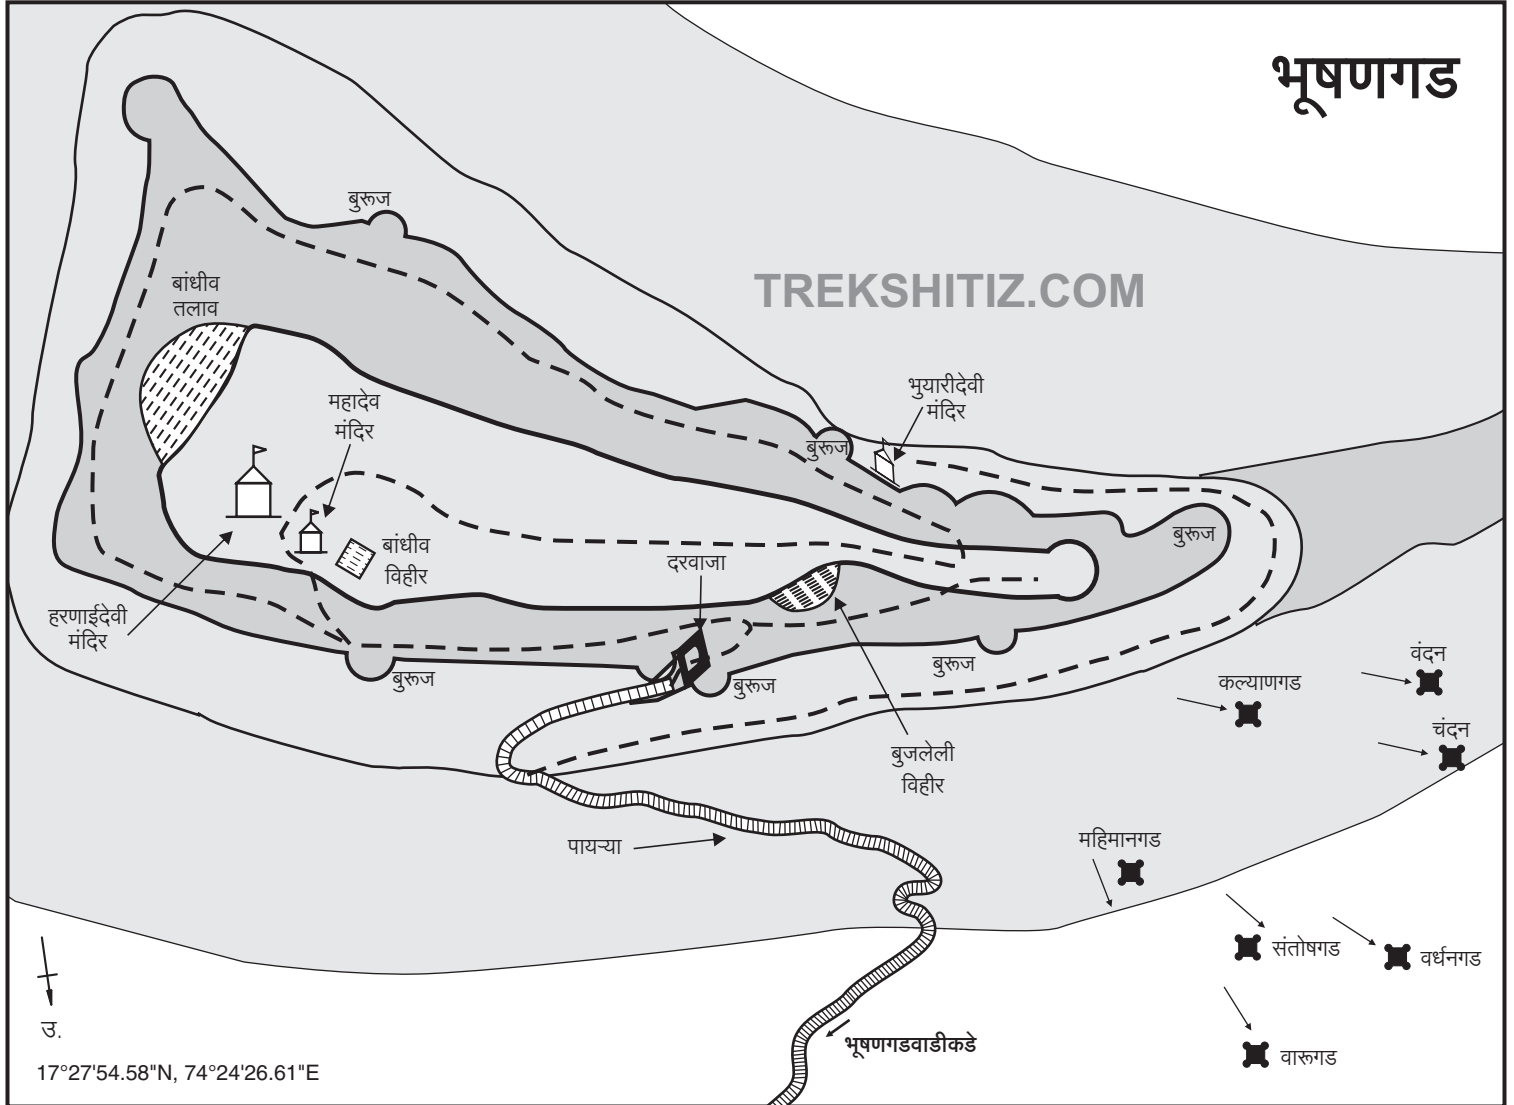 भूषणगड
बुरूज
बांधीव
तलाव
TREKSHITIZ.COM
भुयारीदेवी
मंदिर
महादेव
मंदिर
बुरूज
बुरूज
बांधीव
विहीर
दरवाजा
हरणाईदेवी
मंदिर
बुरूज
बुरूज
बुरूज
वंदन
कल्याणगड
चंदन
बुजलेली
विहीर
पायऱ्या
महिमानगड
संतोषगड
वर्धनगड
उ.
भूषणगडवाडीकडे
वारूगड
17°27'54.58"N, 74°24'26.61"E